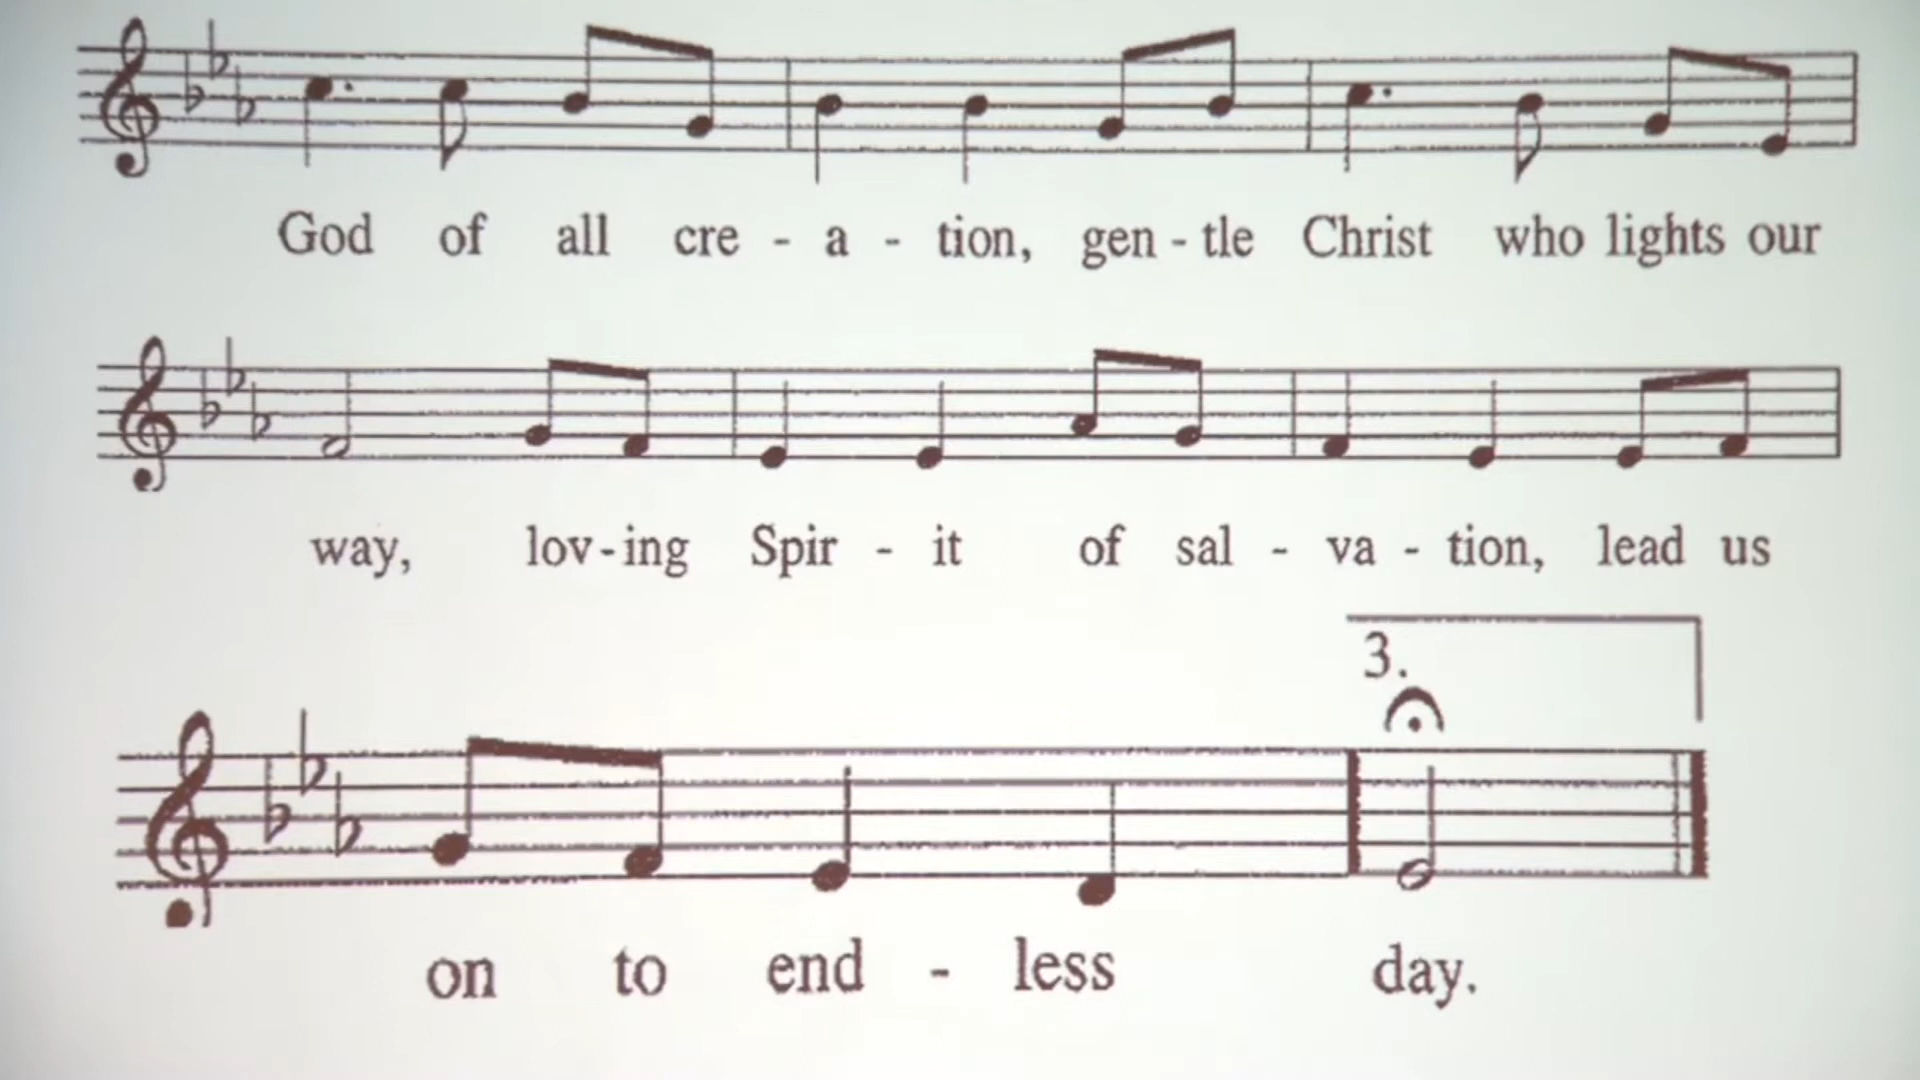 God of all cre - a - tion, gen - tle Christ who lights our
way, lov - ing Spir - it of sal - va - tion, lead us
3.
on to end - less day.